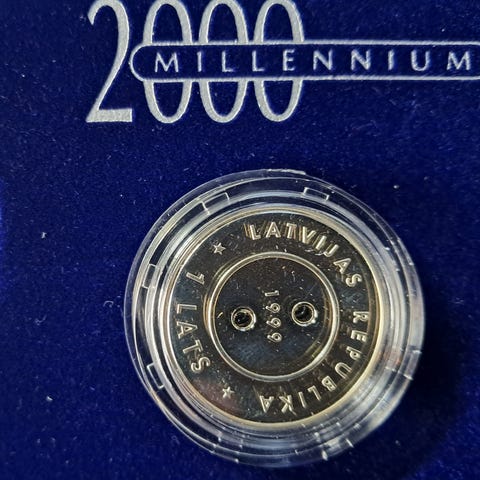 2000
MILLENNIUM
★ LATVIJAS REPUBLIKA ★ 1 LATS
1999